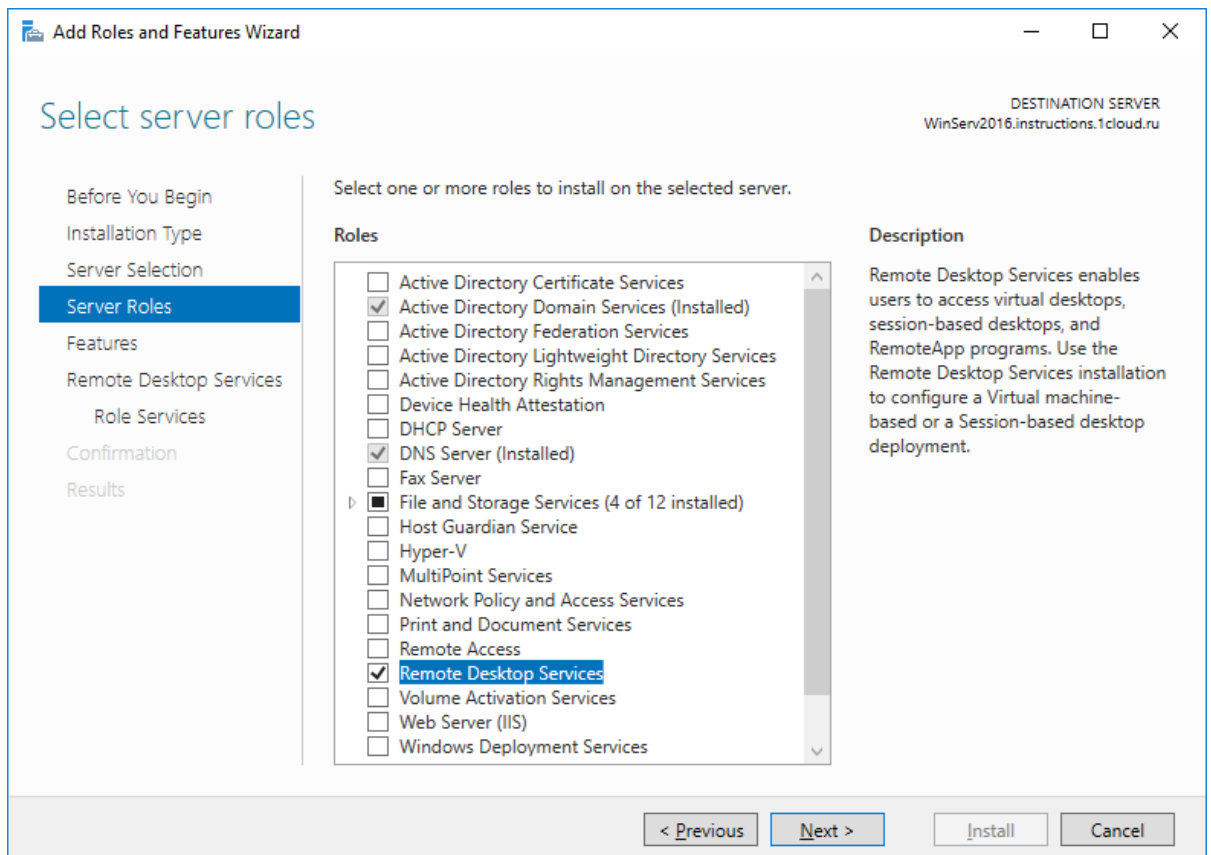 Add Roles and Features Wizard
Select server roles
DESTINATION SERVER
WinServ2016.instructions.1cloud.ru
Before You Begin
Installation Type
Server Selection
Server Roles
Features
Remote Desktop Services
Role Services
Confirmation
Results
Select one or more roles to install on the selected server.
Roles
Active Directory Certificate Services
Active Directory Domain Services (Installed)
Active Directory Federation Services
Active Directory Lightweight Directory Services
Active Directory Rights Management Services
Device Health Attestation
DHCP Server
DNS Server (Installed)
Fax Server
File and Storage Services (4 of 12 installed)
Host Guardian Service
Hyper-V
MultiPoint Services
Network Policy and Access Services
Print and Document Services
Remote Access
Remote Desktop Services
Volume Activation Services
Web Server (IIS)
Windows Deployment Services
Description
Remote Desktop Services enables
users to access virtual desktops,
session-based desktops, and
RemoteApp programs. Use the
Remote Desktop Services installation
to configure a Virtual machine-
based or a Session-based desktop
deployment.
< Previous
Next >
Install
Cancel